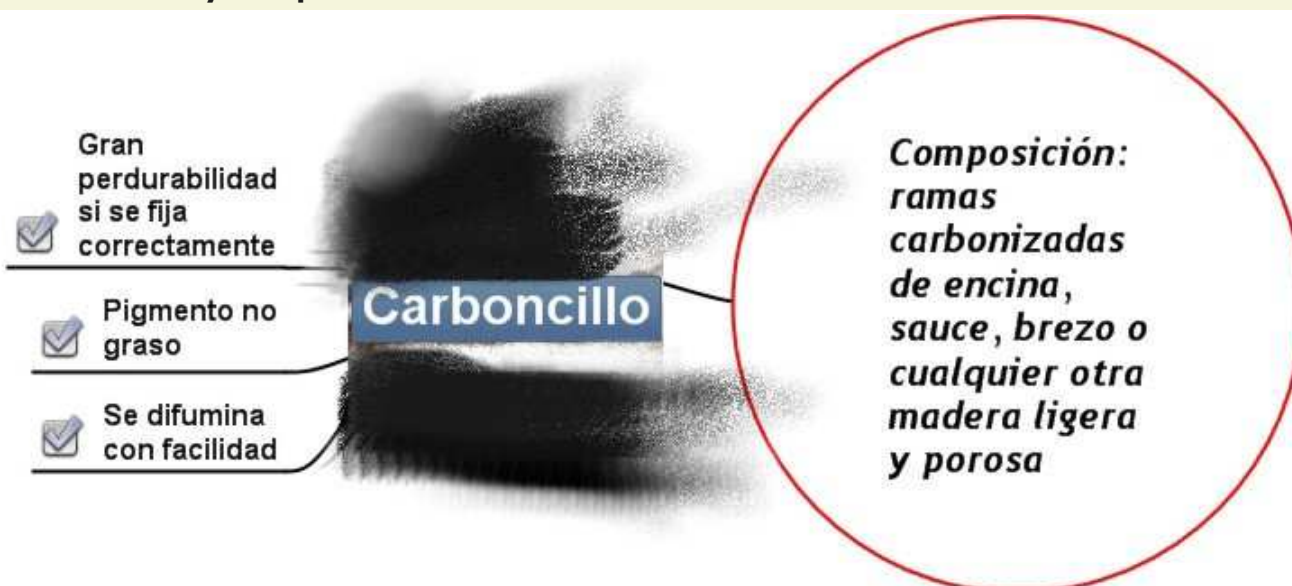 Gran
perdurabilidad
si se fija
correctamente
Pigmento no
graso
Se difumina
con facilidad
Carboncillo
Composición:
ramas
carbonizadas
de encina,
sauce, brezo o
cualquier otra
madera ligera
y porosa